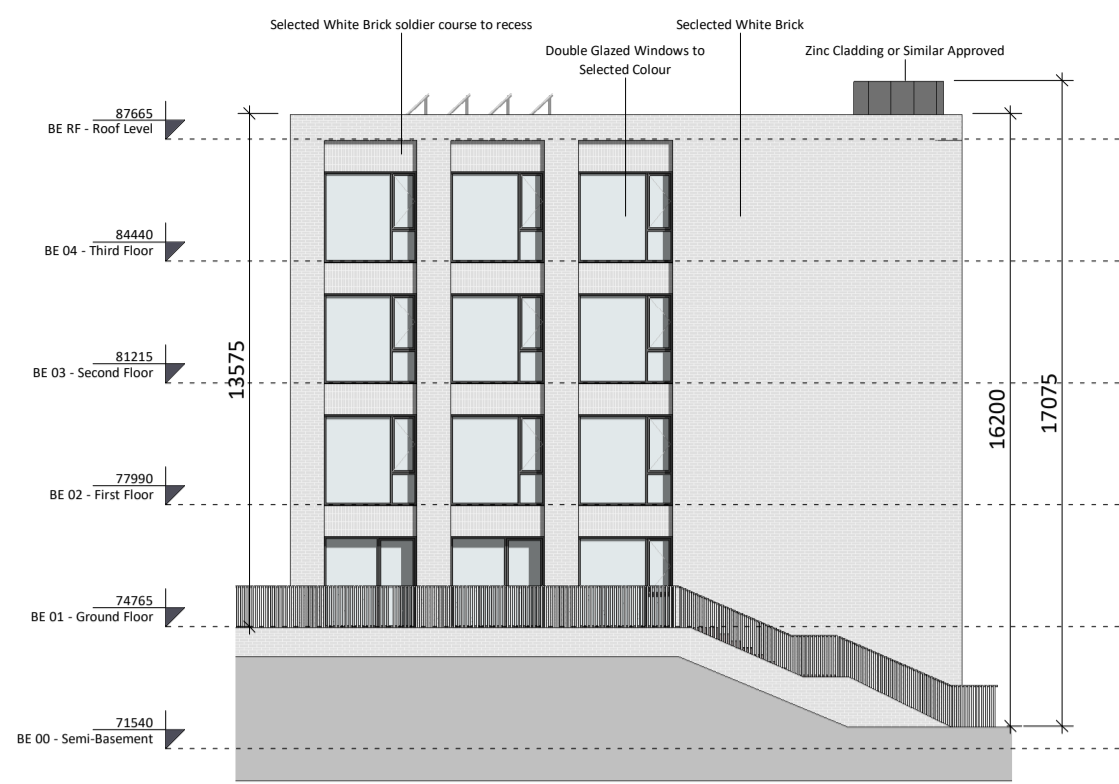 Selected White Brick soldier course to recess
Seclected White Brick
Double Glazed Windows to
Selected Colour
Zinc Cladding or Similar Approved
87665
BE RF - Roof Level
84440
BE 04 - Third Floor
81215
BE 03 - Second Floor
13575
16200
17075
77990
BE 02 - First Floor
74765
BE 01 - Ground Floor
71540
BE 00 - Semi-Basement